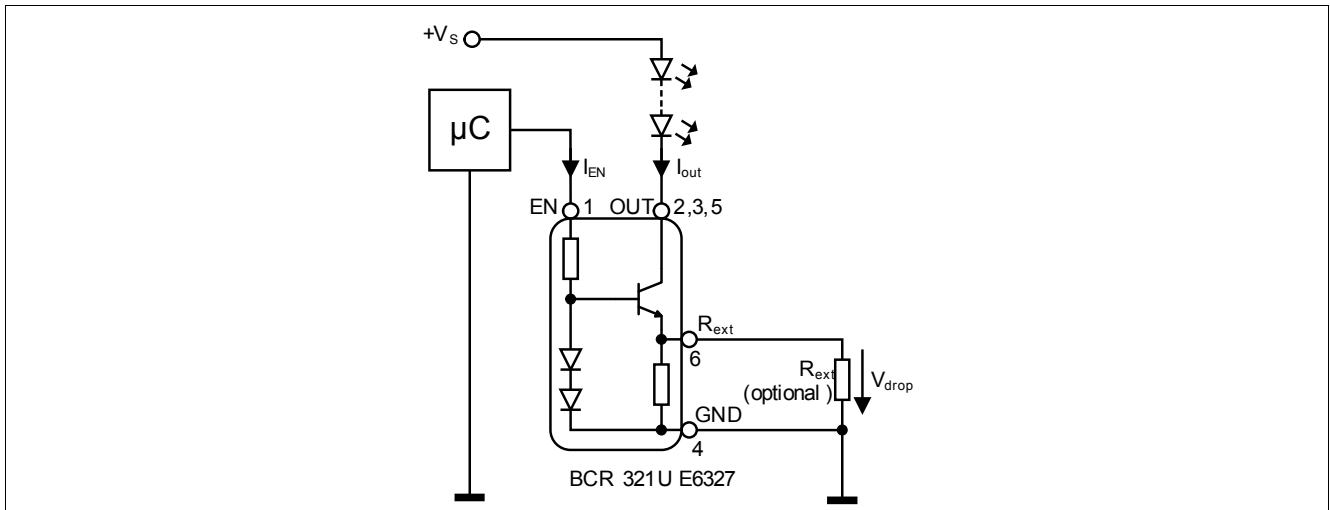 +VS
µC
IEN
Iout
EN 1 OUT 2,3,5
Rext
6
Rext
(optional )
Vdrop
GND
4
BCR 321U E6327